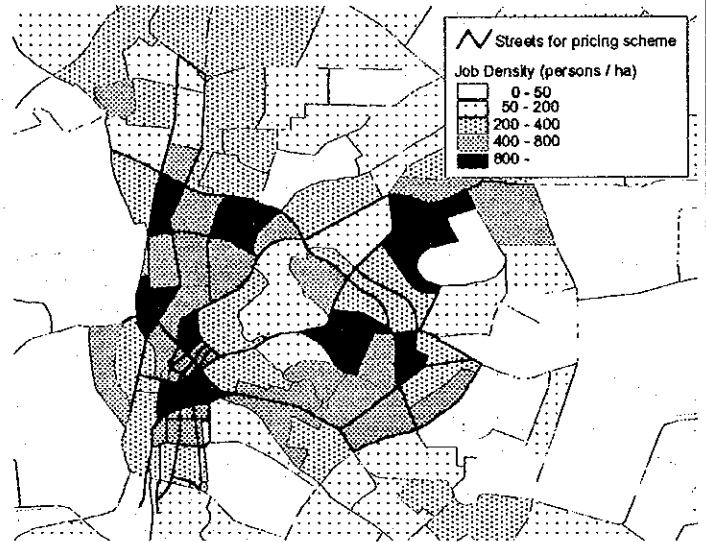 Streets for pricing scheme
Job Density (persons / ha)
0 - 50
50 - 200
200 - 400
400 - 800
800 -